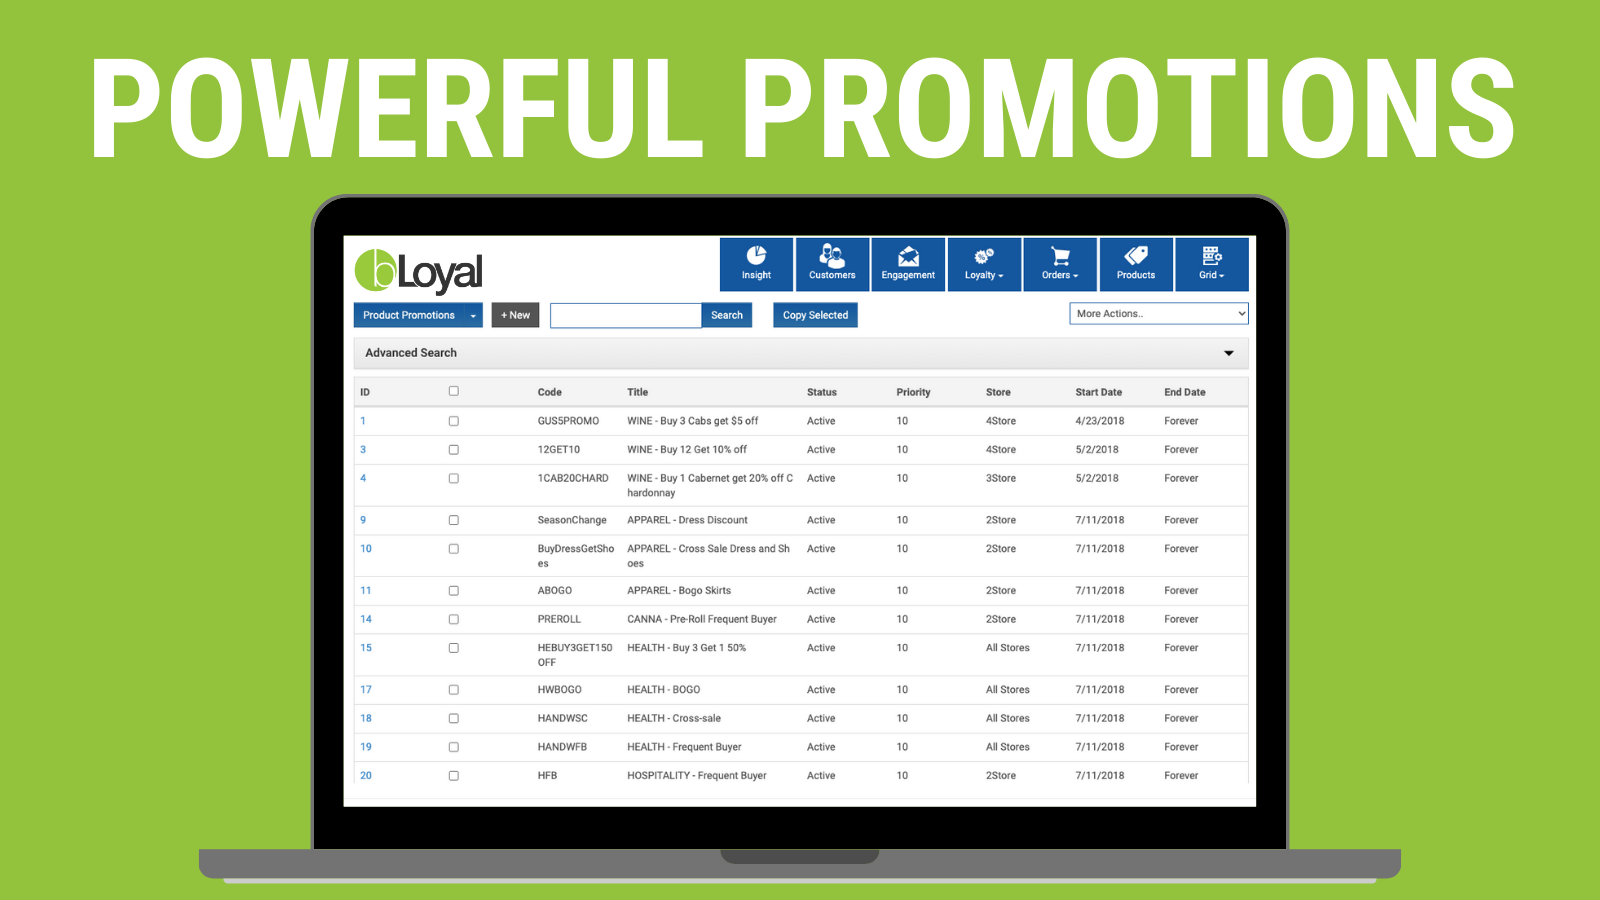 POWERFUL PROMOTIONS
bLoyal
Insight Customers Engagement Loyalty Orders Products Grid
Product Promotions + New Search Copy Selected More Actions..
Advanced Search
ID Code Title Status Priority Store Start Date End Date
1 GUS5PROMO WINE - Buy 3 Cabs get $5 off Active 10 4Store 4/23/2018 Forever
3 12GET10 WINE - Buy 12 Get 10% off Active 10 4Store 5/2/2018 Forever
4 1CAB20CHARD WINE - Buy 1 Cabernet get 20% off C Active 10 3Store 5/2/2018 Forever
hardonnay
9 SeasonChange APPAREL - Dress Discount Active 10 2Store 7/11/2018 Forever
10 BuyDressGetSho APPAREL - Cross Sale Dress and Sh Active 10 2Store 7/11/2018 Forever
es oes
11 ABOGO APPAREL - Bogo Skirts Active 10 2Store 7/11/2018 Forever
14 PREROLL CANNA - Pre-Roll Frequent Buyer Active 10 2Store 7/11/2018 Forever
15 HEBUY3GET150 HEALTH - Buy 3 Get 1 50% Active 10 All Stores 7/11/2018 Forever
OFF
17 HWBOGO HEALTH - BOGO Active 10 All Stores 7/11/2018 Forever
18 HANDWSC HEALTH - Cross-sale Active 10 All Stores 7/11/2018 Forever
19 HANDWFB HEALTH - Frequent Buyer Active 10 All Stores 7/11/2018 Forever
20 HFB HOSPITALITY - Frequent Buyer Active 10 2Store 7/11/2018 Forever